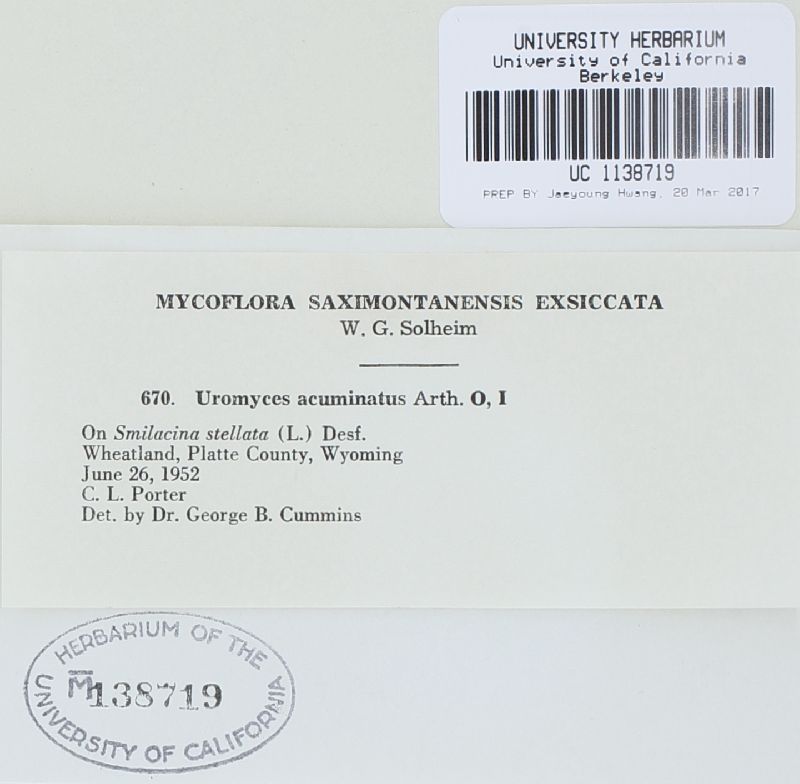 UNIVERSITY HERBARIUM
University of California
Berkeley
UC 1138719
PREP BY Jaeyoung Hwang, 20 Mar 2017
MYCOFLORA SAXIMONTANENSIS EXSICCATA
W. G. Solheim
670. Uromyces acuminatus Arth. O, I
On Smilacina stellata (L.) Desf.
Wheatland, Platte County, Wyoming
June 26, 1952
C. L. Porter
Det. by Dr. George B. Cummins
HERBARIUM OF THE
M138719
UNIVERSITY OF CALIFORNIA